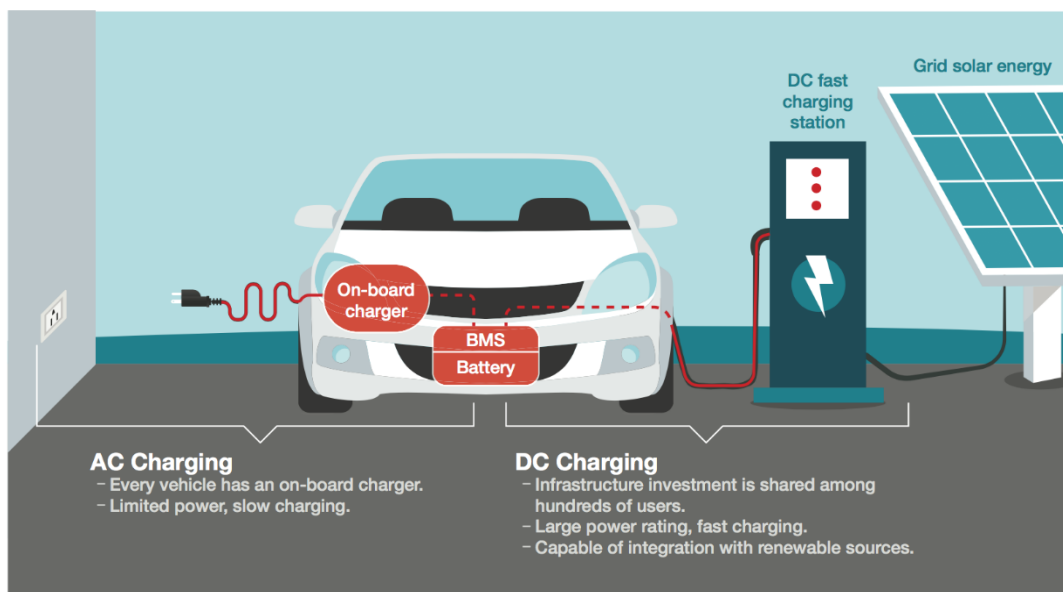 Grid solar energy
DC fast
charging
station
On-board
charger
BMS
Battery
AC Charging
– Every vehicle has an on-board charger.
– Limited power, slow charging.
DC Charging
– Infrastructure investment is shared among
hundreds of users.
– Large power rating, fast charging.
– Capable of integration with renewable sources.